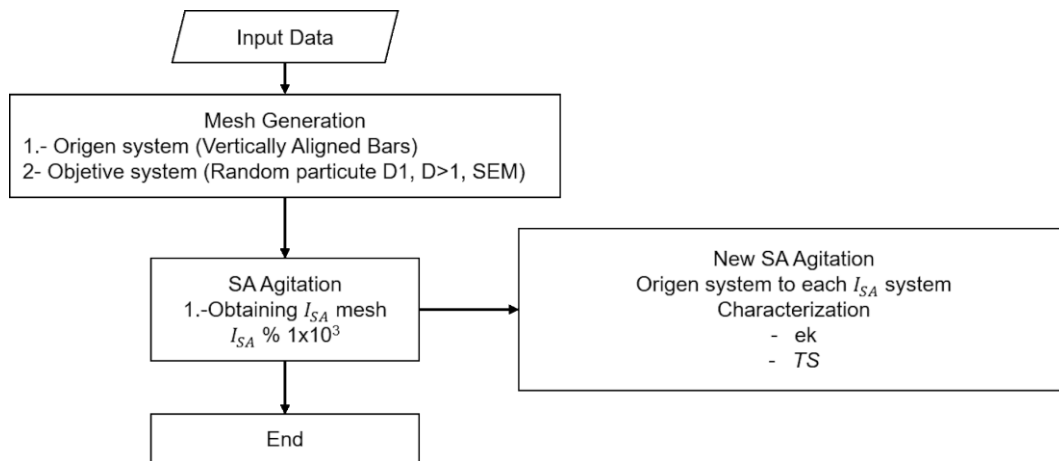 Input Data
Mesh Generation
1.- Origen system (Vertically Aligned Bars)
2- Objetive system (Random particute D1, D>1, SEM)
SA Agitation
1.-Obtaining I_SA mesh
I_SA % 1x10³
New SA Agitation
Origen system to each I_SA system
Characterization
- ek
- TS
End